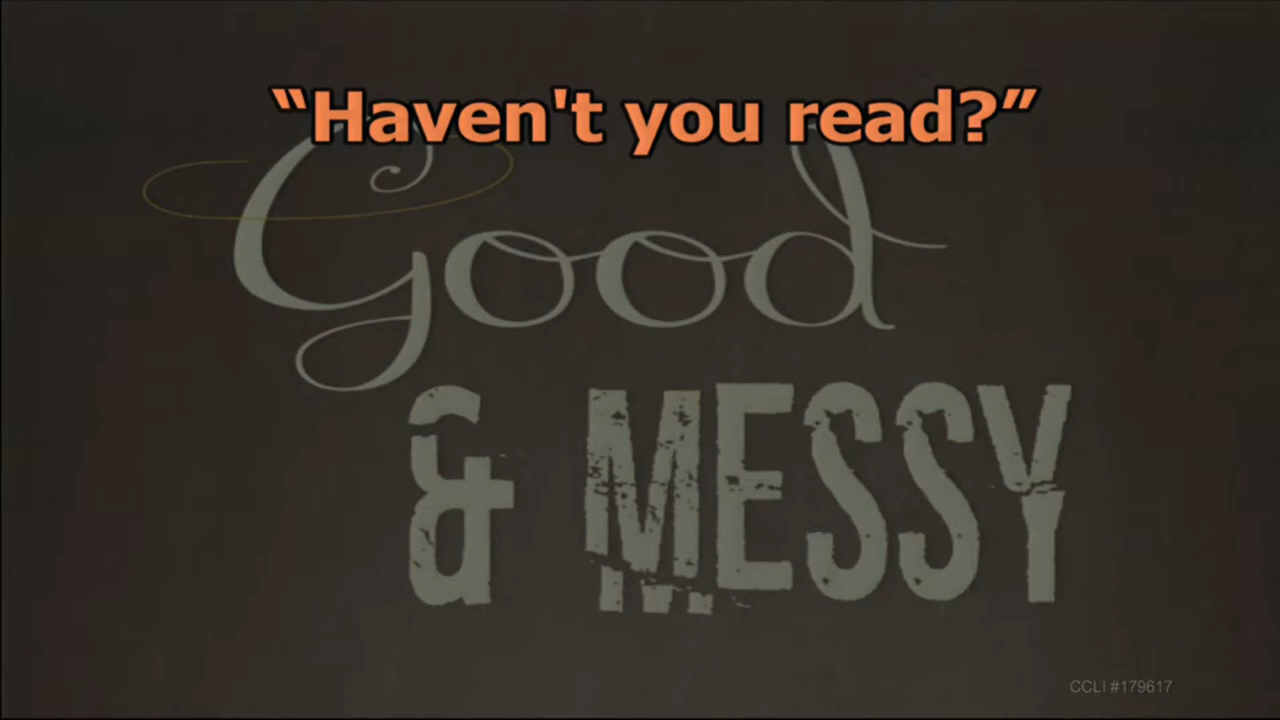 “Haven't you read?”
Good
& MESSY
CCLI #179617